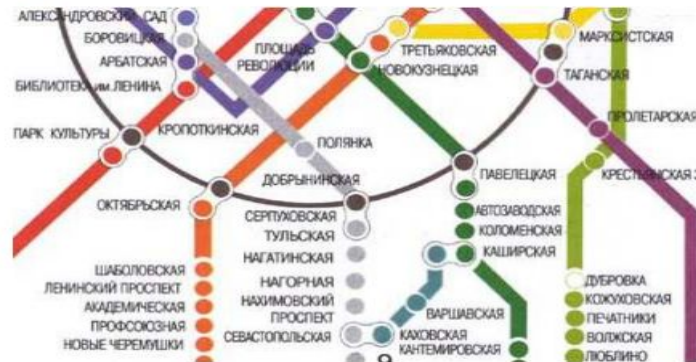 АЛЕКСАНДРОВСКИЙ САД
БОРОВИЦКАЯ
АРБАТСКАЯ
БИБЛИОТЕКА им. ЛЕНИНА
ПЛОЩАДЬ
РЕВОЛЮЦИИ
ТРЕТЬЯКОВСКАЯ
НОВОКУЗНЕЦКАЯ
МАРКСИСТСКАЯ
ТАГАНСКАЯ
ПРОЛЕТАРСКАЯ
ПАРК КУЛЬТУРЫ
КРОПОТКИНСКАЯ
ПОЛЯНКА
ДОБРЫНИНСКАЯ
ПАВЕЛЕЦКАЯ
ОКТЯБРЬСКАЯ
СЕРПУХОВСКАЯ
ТУЛЬСКАЯ
НАГАТИНСКАЯ
НАГОРНАЯ
НАХИМОВСКИЙ
ПРОСПЕКТ
СЕВАСТОПОЛЬСКАЯ
АВТОЗАВОДСКАЯ
КОЛОМЕНСКАЯ
КАШИРСКАЯ
ВАРШАВСКАЯ
КАХОВСКАЯ
КАНТЕМИРОВСКАЯ
ШАБОЛОВСКАЯ
ЛЕНИНСКИЙ ПРОСПЕКТ
АКАДЕМИЧЕСКАЯ
ПРОФСОЮЗНАЯ
НОВЫЕ ЧЕРЕМУШКИ
ДУБРОВКА
КОЖУХОВСКАЯ
ПЕЧАТНИКИ
ВОЛЖСКАЯ
ЛЮБЛИНО